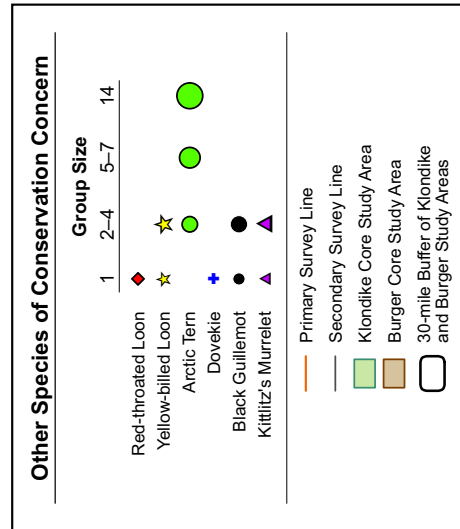 Other Species of Conservation Concern
Group Size
1 2–4 5–7 14
Red-throated Loon
Yellow-billed Loon
Arctic Tern
Dovekie
Black Guillemot
Kittlitz's Murrelet
Primary Survey Line
Secondary Survey Line
Klondike Core Study Area
Burger Core Study Area
30-mile Buffer of Klondike
and Burger Study Areas